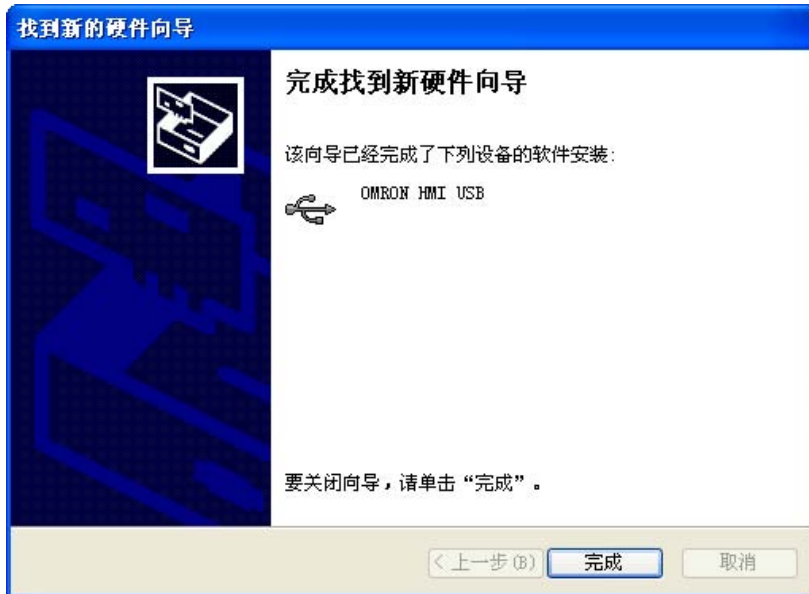 找到新的硬件向导
完成找到新硬件向导
该向导已经完成了下列设备的软件安装:
OMRON HMI USB
要关闭向导,请单击“完成”。
< 上一步(B)
完成
取消